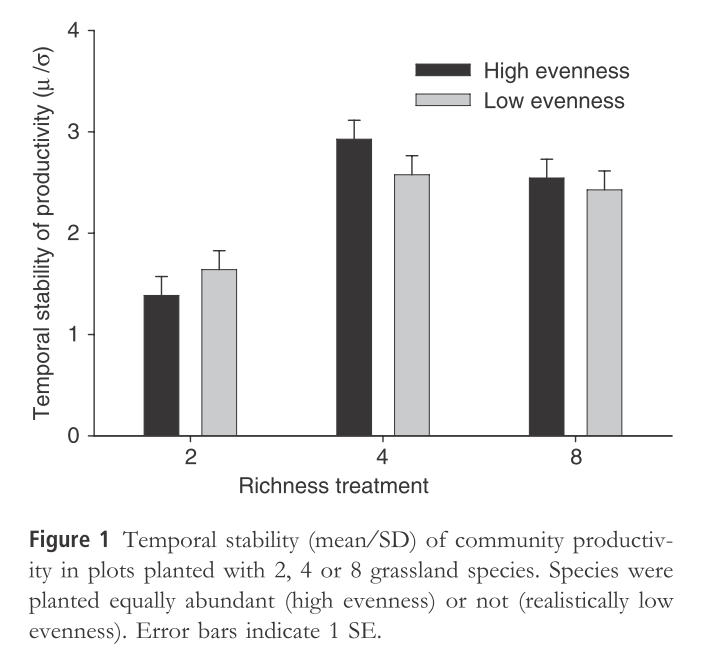 4
High evenness
Low evenness
3
2
1
0
Temporal stability of productivity (μ/σ)
2 4 8
Richness treatment
Figure 1 Temporal stability (mean/SD) of community productiv-
ity in plots planted with 2, 4 or 8 grassland species. Species were
planted equally abundant (high evenness) or not (realistically low
evenness). Error bars indicate 1 SE.